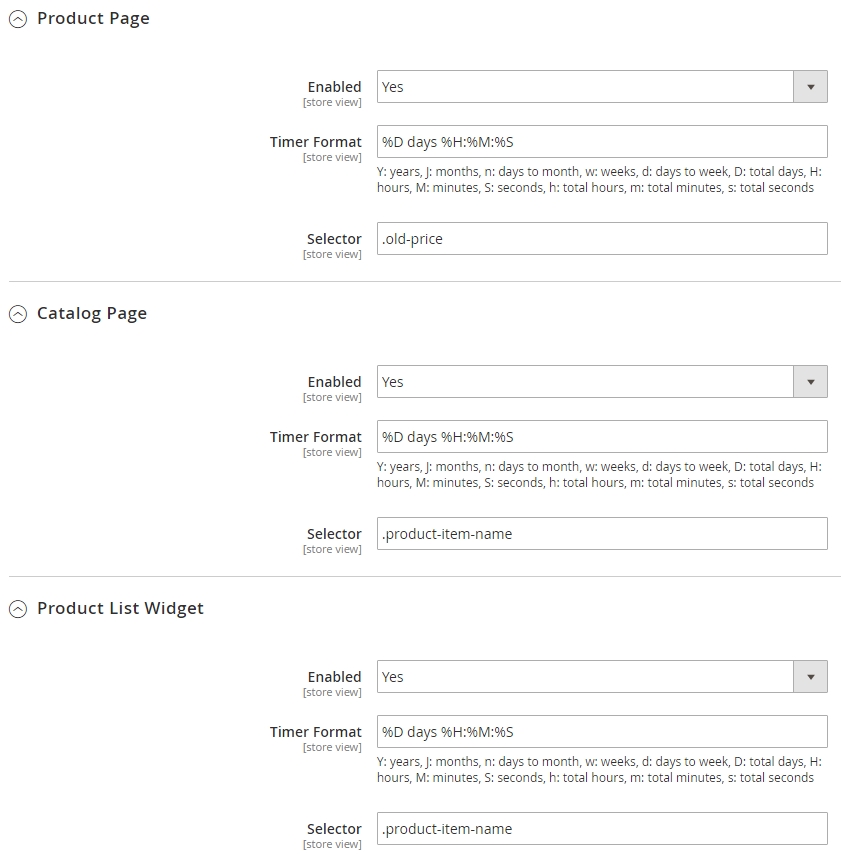 Product Page
Enabled
[store view]
Yes
Timer Format
[store view]
%D days %H:%M:%S
Y: years, J: months, n: days to month, w: weeks, d: days to week, D: total days, H:
hours, M: minutes, S: seconds, h: total hours, m: total minutes, s: total seconds
Selector
[store view]
.old-price
Catalog Page
Enabled
[store view]
Yes
Timer Format
[store view]
%D days %H:%M:%S
Y: years, J: months, n: days to month, w: weeks, d: days to week, D: total days, H:
hours, M: minutes, S: seconds, h: total hours, m: total minutes, s: total seconds
Selector
[store view]
.product-item-name
Product List Widget
Enabled
[store view]
Yes
Timer Format
[store view]
%D days %H:%M:%S
Y: years, J: months, n: days to month, w: weeks, d: days to week, D: total days, H:
hours, M: minutes, S: seconds, h: total hours, m: total minutes, s: total seconds
Selector
[store view]
.product-item-name